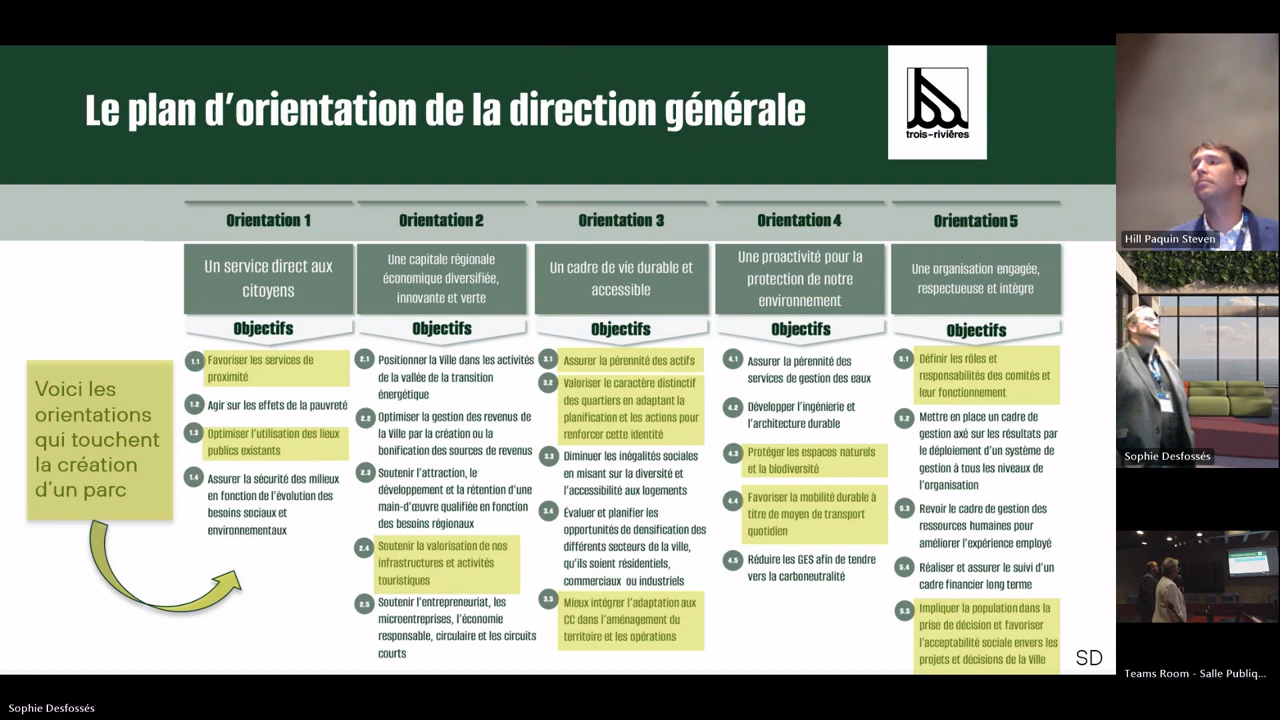 Le plan d'orientation de la direction générale
trois-rivières
Orientation 1
Un service direct aux
citoyens
Objectifs
1.1 Favoriser les services de
proximité
1.2 Agir sur les effets de la pauvreté
1.3 Optimiser l'utilisation des lieux
publics existants
1.4 Assurer la sécurité des milieux
en fonction de l'évolution des
besoins sociaux et
environnementaux
Orientation 2
Une capitale régionale
économique diversifiée,
innovante et verte
Objectifs
2.1 Positionner la Ville dans les activités
de la vallée de la transition
énergétique
2.2 Optimiser la gestion des revenus de
la Ville par la création ou la
bonification des sources de revenus
2.3 Soutenir l'attraction, le
développement et la rétention d'une
main-d'œuvre qualifiée en fonction
des besoins régionaux
2.4 Soutenir la valorisation de nos
infrastructures et activités
touristiques
2.5 Soutenir l'entrepreneuriat, les
microentreprises, l'économie
responsable, circulaire et les circuits
courts
Orientation 3
Un cadre de vie durable et
accessible
Objectifs
3.1 Assurer la pérennité des actifs
3.2 Valoriser le caractère distinctif
des quartiers en adaptant la
planification et les actions pour
renforcer cette identité
3.3 Diminuer les inégalités sociales
en misant sur la diversité et
l'accessibilité aux logements
3.4 Évaluer et planifier les
opportunités de densification des
différents secteurs de la ville,
qu'ils soient résidentiels,
commerciaux ou industriels
3.5 Mieux intégrer l'adaptation aux
CC dans l'aménagement du
territoire et les opérations
Orientation 4
Une proactivité pour la
protection de notre
environnement
Objectifs
4.1 Assurer la pérennité des
services de gestion des eaux
4.2 Développer l'ingénierie et
l'architecture durable
4.3 Protéger les espaces naturels
et la biodiversité
4.4 Favoriser la mobilité durable à
titre de moyen de transport
quotidien
4.5 Réduire les GES afin de tendre
vers la carboneutralité
Orientation 5
Une organisation engagée,
respectueuse et intègre
Objectifs
5.1 Définir les rôles et
responsabilités des comités et
leur fonctionnement
5.2 Mettre en place un cadre de
gestion axé sur les résultats par
le déploiement d'un système de
gestion à tous les niveaux de
l'organisation
5.3 Revoir le cadre de gestion des
ressources humaines pour
améliorer l'expérience employé
5.4 Réaliser et assurer le suivi d'un
cadre financier long terme
5.5 Impliquer la population dans la
prise de décision et favoriser
l'acceptabilité sociale envers les
projets et décisions de la Ville
Voici les
orientations
qui touchent
la création
d'un parc
SD
Hill Paquin Steven
Sophie Desfossés
Teams Room - Salle Publiq...
Sophie Desfossés